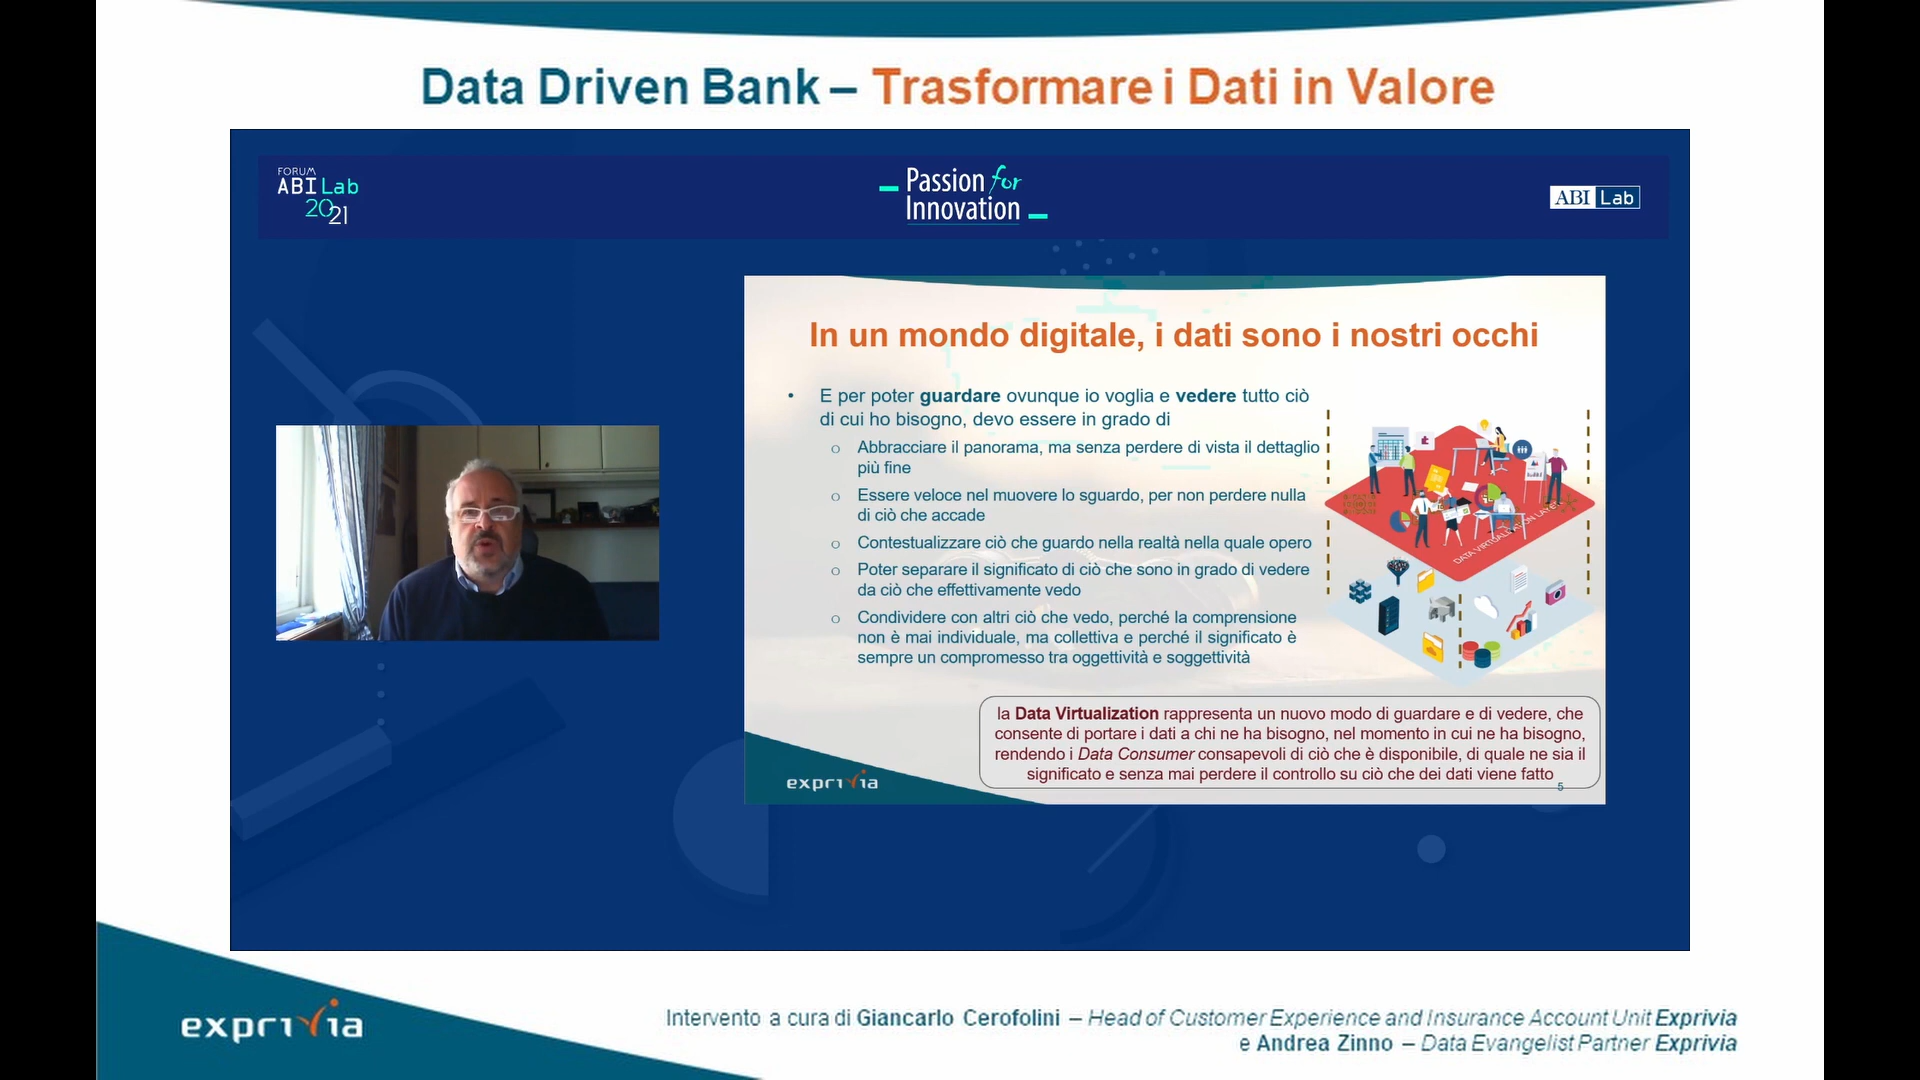 Data Driven Bank – Trasformare i Dati in Valore
FORUM
ABI Lab
2021
Passion for
Innovation
ABI Lab
In un mondo digitale, i dati sono i nostri occhi
• E per poter guardare ovunque io voglia e vedere tutto ciò
di cui ho bisogno, devo essere in grado di
o Abbracciare il panorama, ma senza perdere di vista il dettaglio
più fine
o Essere veloce nel muovere lo sguardo, per non perdere nulla
di ciò che accade
o Contestualizzare ciò che guardo nella realtà nella quale opero
o Poter separare il significato di ciò che sono in grado di vedere
da ciò che effettivamente vedo
o Condividere con altri ciò che vedo, perché la comprensione
non è mai individuale, ma collettiva e perché il significato è
sempre un compromesso tra oggettività e soggettività
DATA VIRTUALIZATION LAYER
la Data Virtualization rappresenta un nuovo modo di guardare e di vedere, che
consente di portare i dati a chi ne ha bisogno, nel momento in cui ne ha bisogno,
rendendo i Data Consumer consapevoli di ciò che è disponibile, di quale ne sia il
significato e senza mai perdere il controllo su ciò che dei dati viene fatto
exprivia
5
exprivia
Intervento a cura di Giancarlo Cerofolini – Head of Customer Experience and Insurance Account Unit Exprivia
e Andrea Zinno – Data Evangelist Partner Exprivia